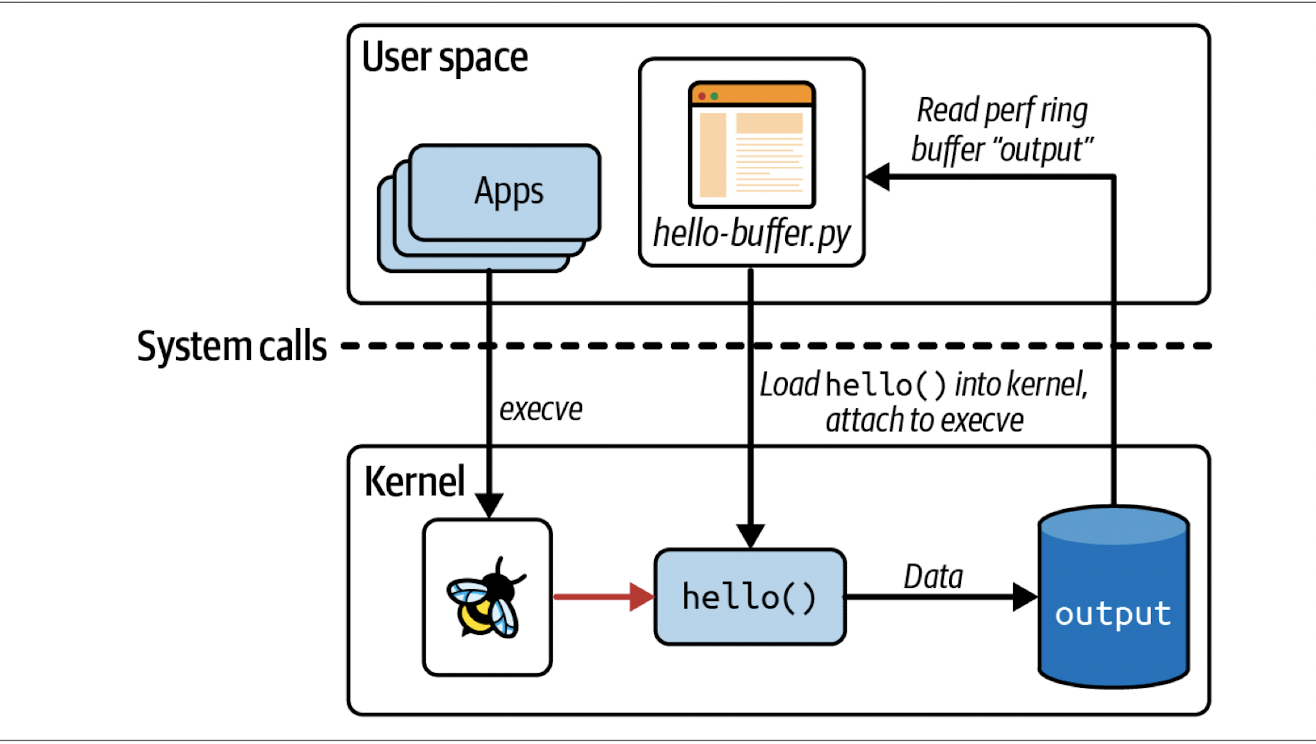 User space
Apps
hello-buffer.py
Read perf ring
buffer “output”
System calls
execve
Load hello() into kernel,
attach to execve
Kernel
hello()
Data
output